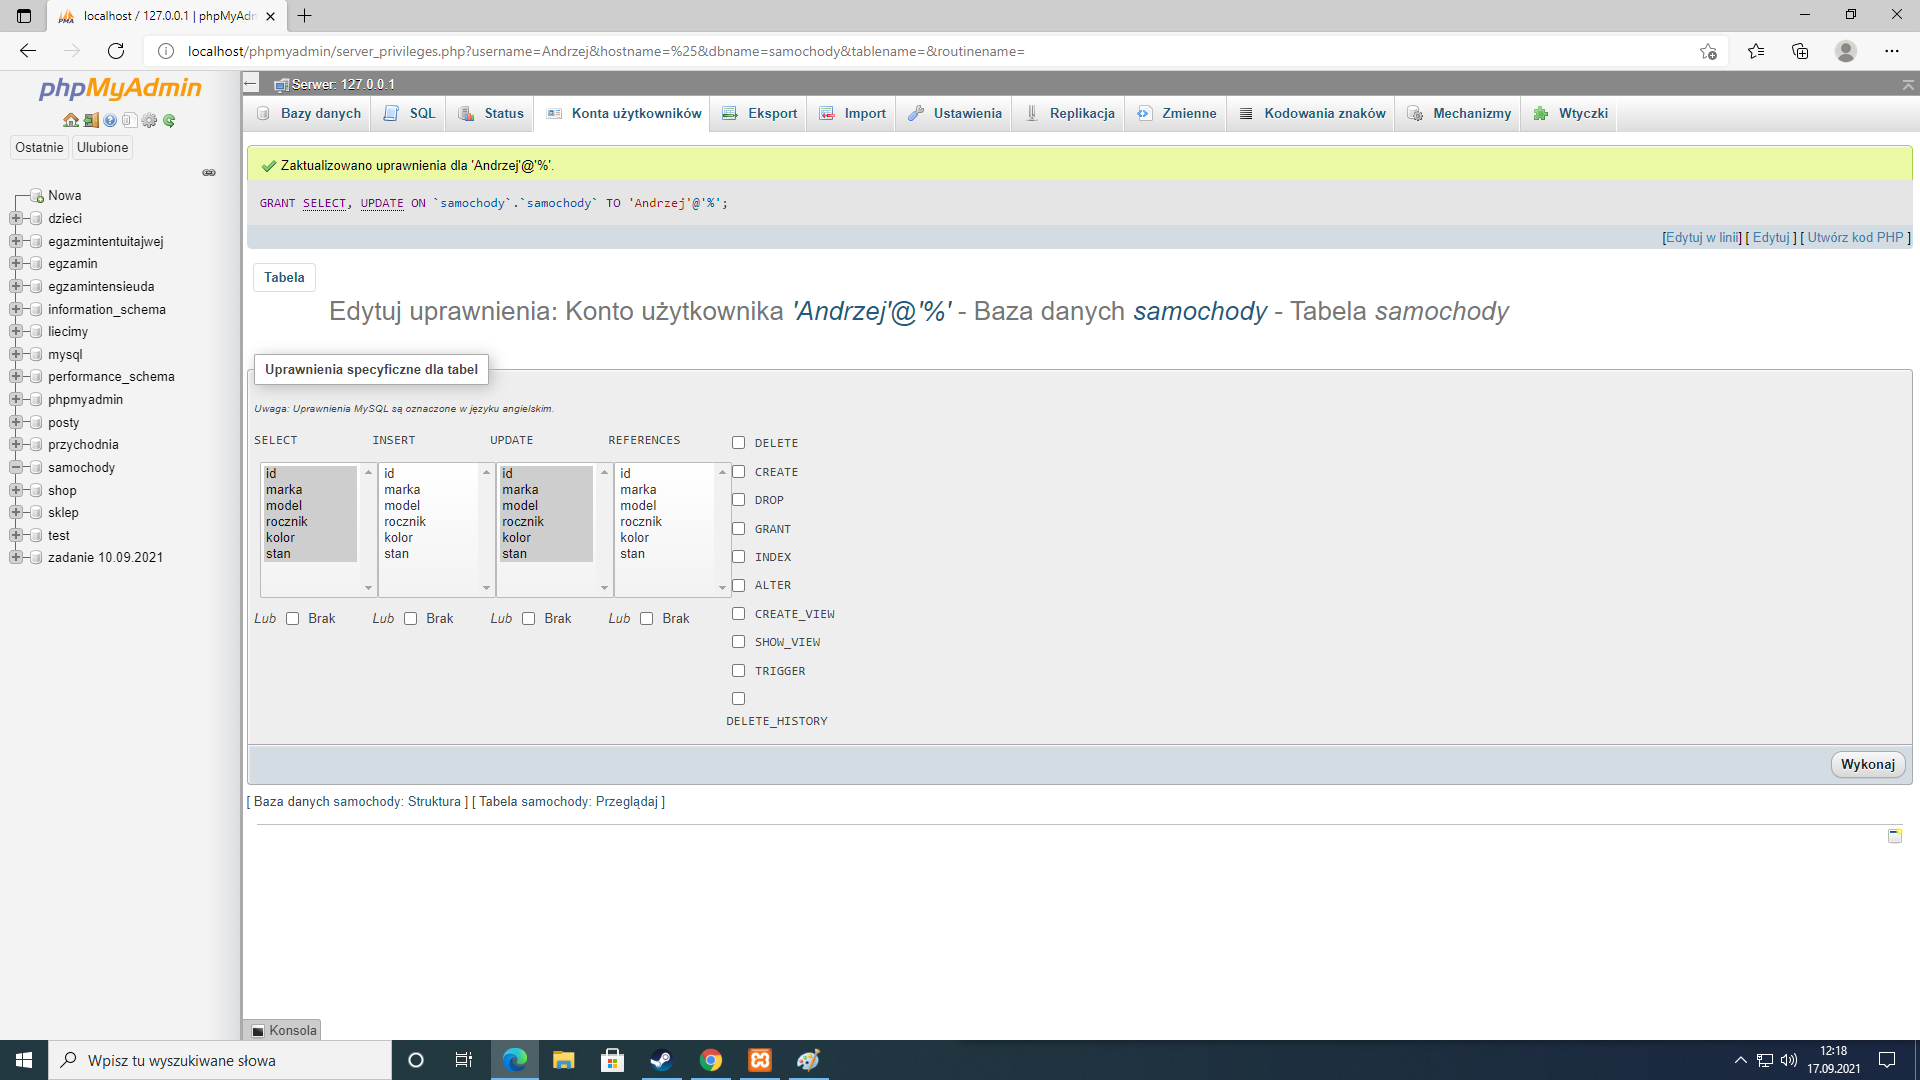 localhost / 127.0.0.1 | phpMyAdm
localhost/phpmyadmin/server_privileges.php?username=Andrzej&hostname=%25&dbname=samochody&tablename=&routinename=
phpMyAdmin
Ostatnie Ulubione
Nowa
dzieci
egazmintentuitajwej
egzamin
egzamintensieuda
information_schema
liecimy
mysql
performance_schema
phpmyadmin
posty
przychodnia
samochody
shop
sklep
test
zadanie 10.09.2021
Serwer: 127.0.0.1
Bazy danych SQL Status Konta użytkowników Eksport Import Ustawienia Replikacja Zmienne Kodowania znaków Mechanizmy Wtyczki
Zaktualizowano uprawnienia dla 'Andrzej'@'%'.
GRANT SELECT, UPDATE ON `samochody`.`samochody` TO 'Andrzej'@'%';
[Edytuj w linii] [ Edytuj ] [ Utwórz kod PHP ]
Tabela
Edytuj uprawnienia: Konto użytkownika 'Andrzej'@'%' - Baza danych samochody - Tabela samochody
Uprawnienia specyficzne dla tabel
Uwaga: Uprawnienia MySQL są oznaczone w języku angielskim.
SELECT
id
marka
model
rocznik
kolor
stan
Lub Brak
INSERT
id
marka
model
rocznik
kolor
stan
Lub Brak
UPDATE
id
marka
model
rocznik
kolor
stan
Lub Brak
REFERENCES
id
marka
model
rocznik
kolor
stan
Lub Brak
DELETE
CREATE
DROP
GRANT
INDEX
ALTER
CREATE_VIEW
SHOW_VIEW
TRIGGER
DELETE_HISTORY
Wykonaj
[ Baza danych samochody: Struktura ] [ Tabela samochody: Przeglądaj ]
Konsola
Wpisz tu wyszukiwane słowa
12:18
17.09.2021